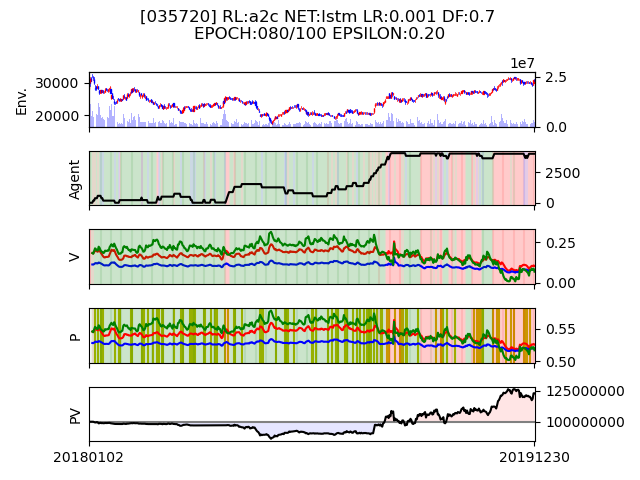 [035720] RL:a2c NET:lstm LR:0.001 DF:0.7
EPOCH:080/100 EPSILON:0.20
1e7
Env.
30000
20000
2.5
0.0
Agent
2500
0
V
0.25
0.00
P
0.55
0.50
PV
125000000
100000000
20180102
20191230